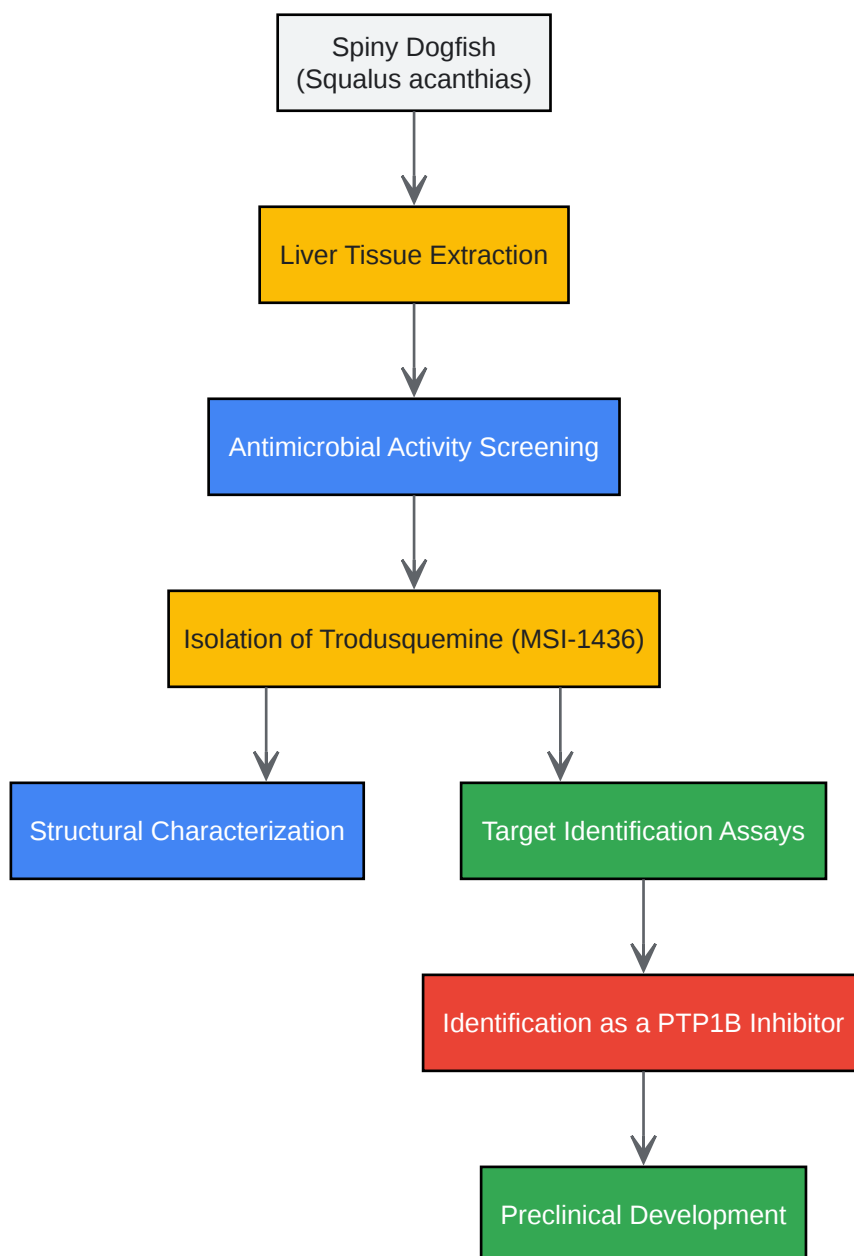 Spiny Dogfish
(Squalus acanthias)
Liver Tissue Extraction
Antimicrobial Activity Screening
Isolation of Trodusquemine (MSI-1436)
Structural Characterization
Target Identification Assays
Identification as a PTP1B Inhibitor
Preclinical Development